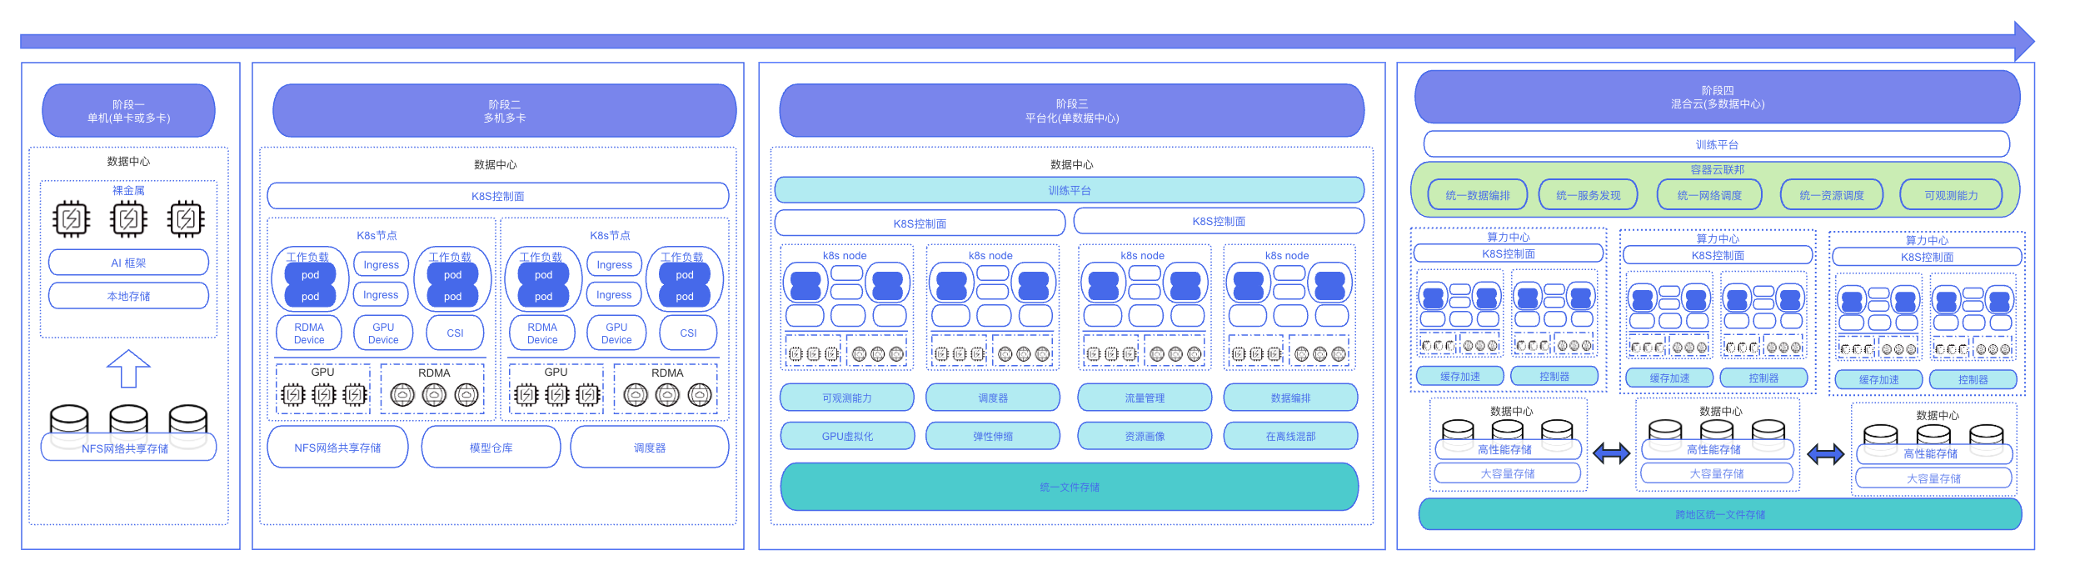 阶段一
单机(单卡或多卡)
数据中心
裸金属
AI 框架
本地存储
NFS网络共享存储
阶段二
多机多卡
数据中心
K8S控制面
K8s节点
工作负载
pod
pod
Ingress
Ingress
工作负载
pod
pod
RDMA
Device
GPU
Device
CSI
GPU
RDMA
K8s节点
工作负载
pod
pod
Ingress
Ingress
工作负载
pod
pod
RDMA
Device
GPU
Device
CSI
GPU
RDMA
NFS网络共享存储
模型仓库
调度器
阶段三
平台化(单数据中心)
数据中心
训练平台
K8S控制面
K8S控制面
k8s node
k8s node
k8s node
k8s node
可观测能力
调度器
流量管理
数据编排
GPU虚拟化
弹性伸缩
资源画像
在离线混部
统一文件存储
阶段四
混合云(多数据中心)
训练平台
容器云联邦
统一数据编排
统一服务发现
统一网络调度
统一资源调度
可观测能力
算力中心
K8S控制面
缓存加速
控制器
算力中心
K8S控制面
缓存加速
控制器
算力中心
K8S控制面
缓存加速
控制器
数据中心
高性能存储
大容量存储
数据中心
高性能存储
大容量存储
数据中心
高性能存储
大容量存储
跨地区统一文件存储